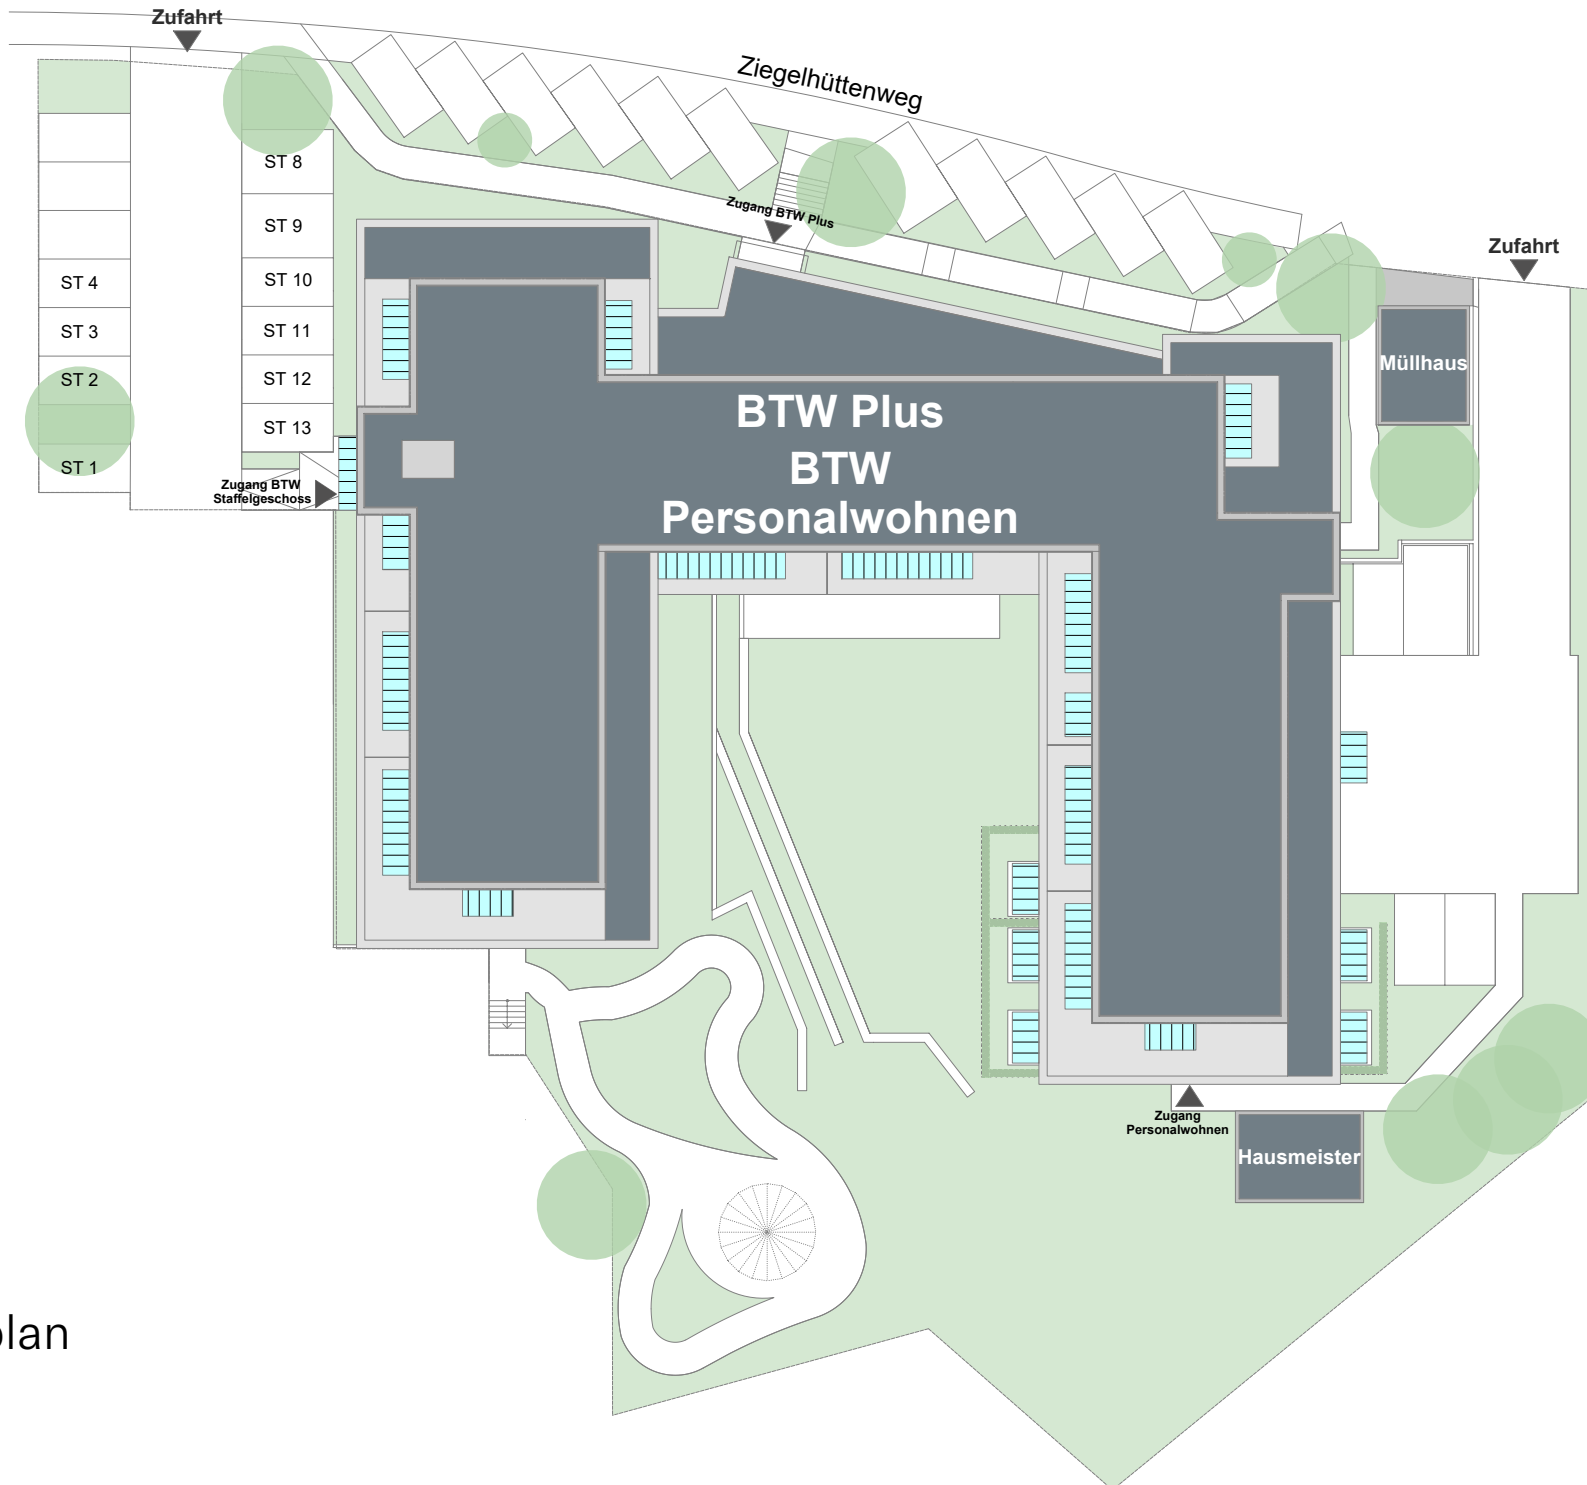 Zufahrt
Ziegelhüttenweg
ST 8
ST 9
ST 10
ST 11
ST 12
ST 13
ST 4
ST 3
ST 2
ST 1
Zugang BTW Plus
Zufahrt
Müllhaus
BTW Plus
BTW
Personalwohnen
Zugang BTW
Staffelgeschoss
Zugang
Personalwohnen
Hausmeister
plan